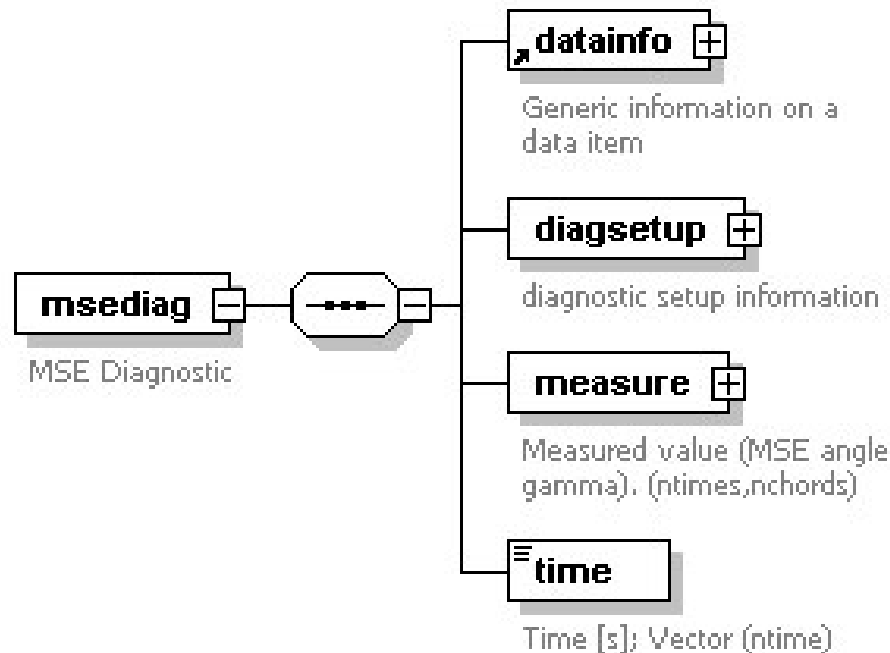 datainfo
Generic information on a
data item
diagsetup
diagnostic setup information
msediag
MSE Diagnostic
measure
Measured value (MSE angle
gamma). (ntimes,nchords)
time
Time [s]; Vector (ntime)